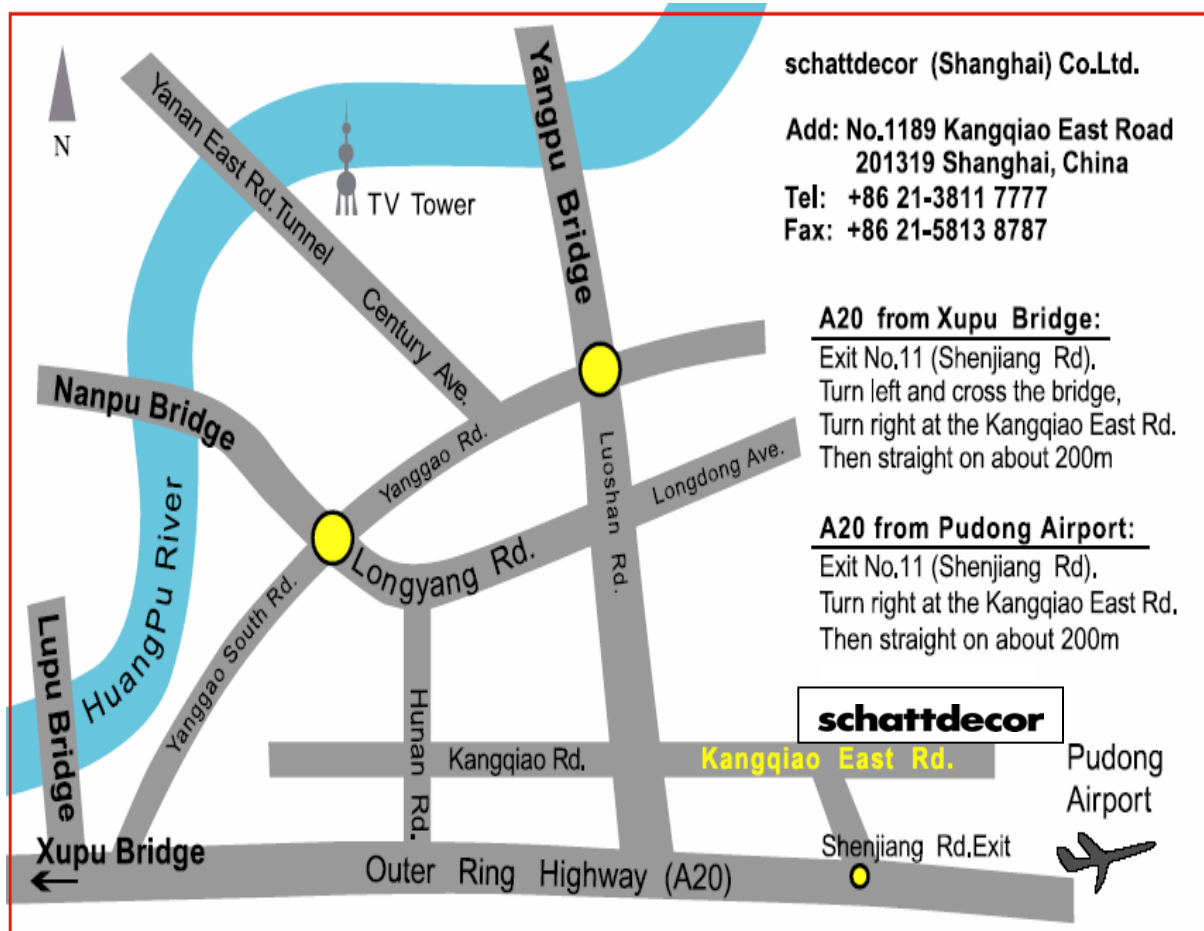 schattdecor (Shanghai) Co.Ltd.
Add: No.1189 Kangqiao East Road
201319 Shanghai, China
Tel: +86 21-3811 7777
Fax: +86 21-5813 8787
A20 from Xupu Bridge:
Exit No.11 (Shenjiang Rd).
Turn left and cross the bridge,
Turn right at the Kangqiao East Rd.
Then straight on about 200m
A20 from Pudong Airport:
Exit No.11 (Shenjiang Rd).
Turn right at the Kangqiao East Rd.
Then straight on about 200m
N
Yanan East Rd.Tunnel
TV Tower
Yangpu Bridge
Century Ave.
Nanpu Bridge
Yanggao Rd.
Luoshan Rd.
Longdong Ave.
Longyang Rd.
HuangPu River
Yanggao South Rd.
Lupu Bridge
Hunan Rd.
schattdecor
Kangqiao Rd.
Kangqiao East Rd.
Pudong
Airport
Xupu Bridge
Shenjiang Rd.Exit
Outer Ring Highway (A20)